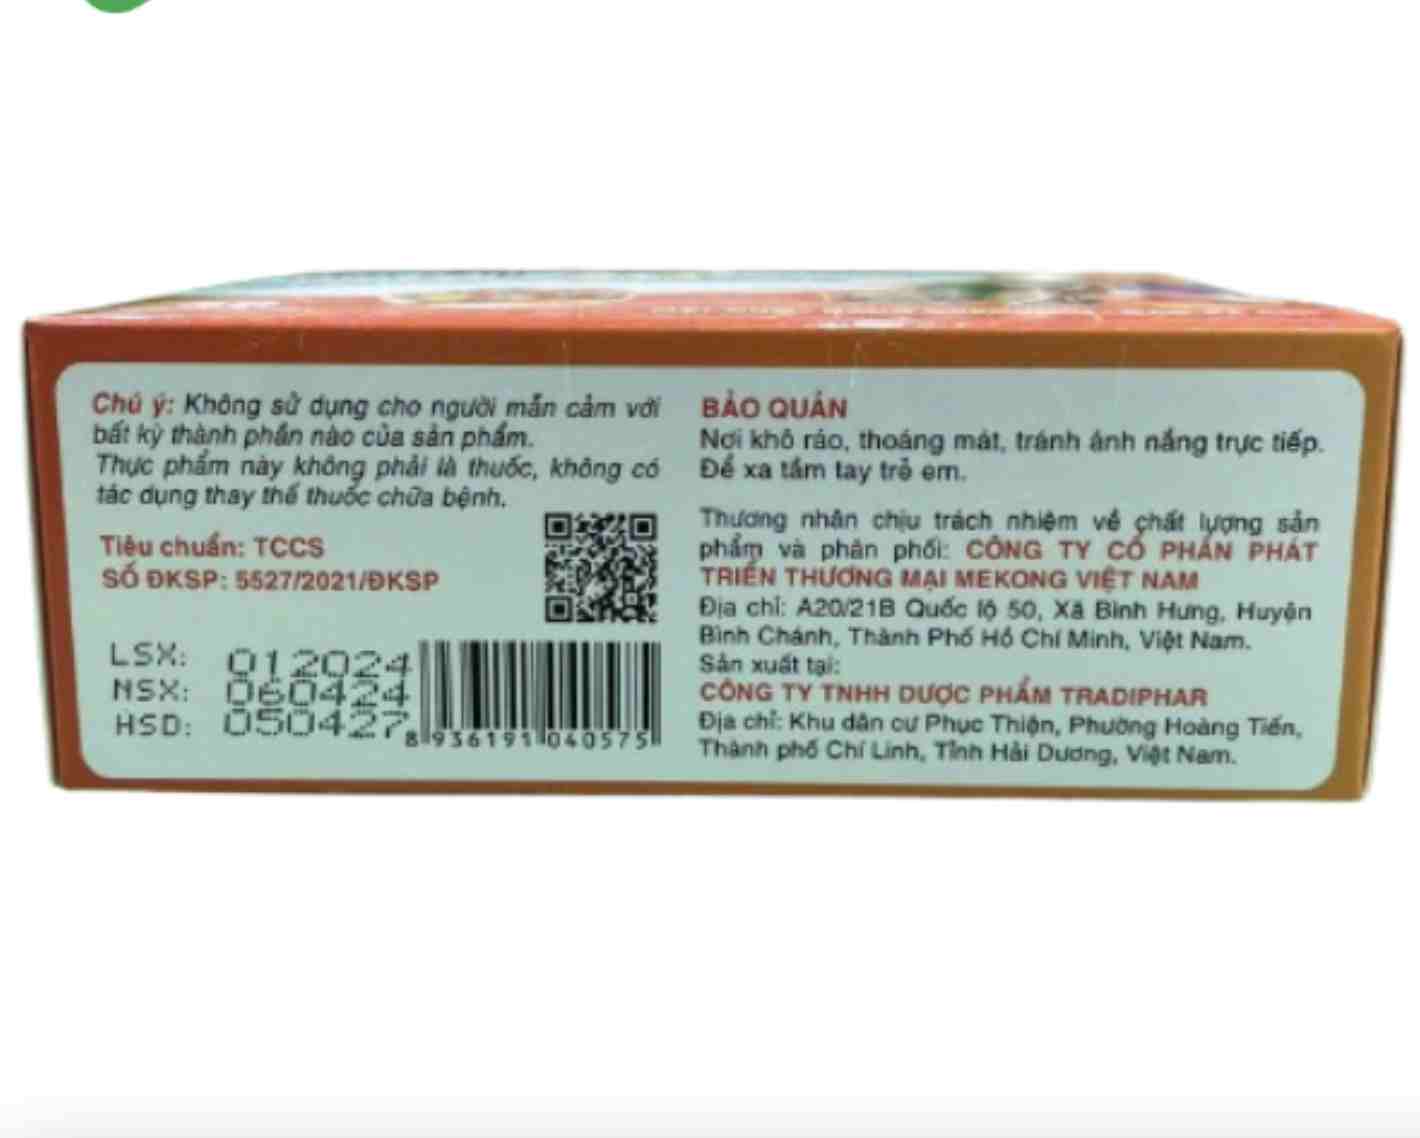 Chú ý: Không sử dụng cho người mẫn cảm với
bất kỳ thành phần nào của sản phẩm.
Thực phẩm này không phải là thuốc, không có
tác dụng thay thế thuốc chữa bệnh.
Tiêu chuẩn: TCCS
SỐ ĐKSP: 5527/2021/ĐKSP
LSX: 012024
NSX: 060424
HSD: 050427
8 936191 040575
BẢO QUẢN
Nơi khô ráo, thoáng mát, tránh ánh nắng trực tiếp.
Để xa tầm tay trẻ em.
Thương nhân chịu trách nhiệm về chất lượng sản
phẩm và phân phối: CÔNG TY CỔ PHẦN PHÁT
TRIỂN THƯƠNG MẠI MEKONG VIỆT NAM
Địa chỉ: A20/21B Quốc lộ 50, Xã Bình Hưng, Huyện
Bình Chánh, Thành Phố Hồ Chí Minh, Việt Nam.
Sản xuất tại:
CÔNG TY TNHH DƯỢC PHẨM TRADIPHAR
Địa chỉ: Khu dân cư Phục Thiện, Phường Hoàng Tiến,
Thành phố Chí Linh, Tỉnh Hải Dương, Việt Nam.